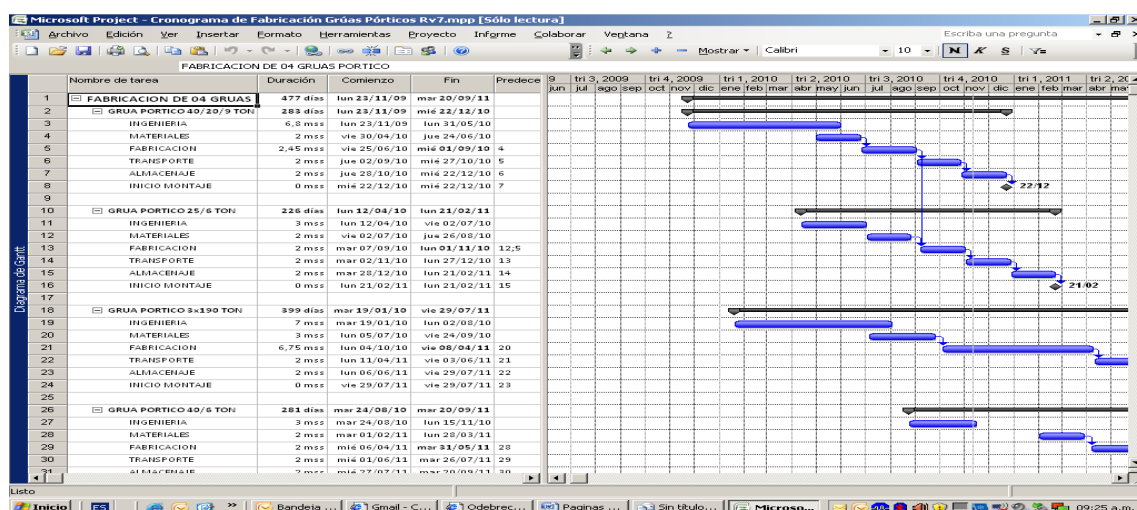 Microsoft Project - Cronograma de Fabricación Grúas Pórticos Rv7.mpp [Sólo lectura]
Archivo Edición Ver Insertar Formato Herramientas Proyecto Informe Colaborar Ventana ? Escriba una pregunta
Mostrar Calibri 10 N K S
FABRICACION DE 04 GRUAS PORTICO
Nombre de tarea Duración Comienzo Fin Predece 9 tri 3, 2009 tri 4, 2009 tri 1, 2010 tri 2, 2010 tri 3, 2010 tri 4, 2010 tri 1, 2011 tri 2, 20
jun jul ago sep oct nov dic ene feb mar abr may jun jul ago sep oct nov dic ene feb mar abr mar
1 FABRICACION DE 04 GRUAS 477 días lun 23/11/09 mar 20/09/11
2 GRUA PORTICO 40/20/9 TON 283 días lun 23/11/09 mié 22/12/10
3 INGENIERIA 6,8 mss lun 23/11/09 lun 31/05/10
4 MATERIALES 2 mss vie 30/04/10 jue 24/06/10
5 FABRICACION 2,45 mss vie 25/06/10 mié 01/09/10 4
6 TRANSPORTE 2 mss jue 02/09/10 mié 27/10/10 5
7 ALMACENAJE 2 mss jue 28/10/10 mié 22/12/10 6
8 INICIO MONTAJE 0 mss mié 22/12/10 mié 22/12/10 7 22/12
9
10 GRUA PORTICO 25/6 TON 226 días lun 12/04/10 lun 21/02/11
11 INGENIERIA 3 mss lun 12/04/10 vie 02/07/10
12 MATERIALES 2 mss vie 02/07/10 jue 26/08/10
13 FABRICACION 2 mss mar 07/09/10 lun 01/11/10 12;5
14 TRANSPORTE 2 mss mar 02/11/10 lun 27/12/10 13
15 ALMACENAJE 2 mss mar 28/12/10 lun 21/02/11 14
16 INICIO MONTAJE 0 mss lun 21/02/11 lun 21/02/11 15 21/02
17
18 GRUA PORTICO 3x190 TON 399 días mar 19/01/10 vie 29/07/11
19 INGENIERIA 7 mss mar 19/01/10 lun 02/08/10
20 MATERIALES 3 mss lun 05/07/10 vie 24/09/10
21 FABRICACION 6,75 mss lun 04/10/10 vie 08/04/11 20
22 TRANSPORTE 2 mss lun 11/04/11 vie 03/06/11 21
23 ALMACENAJE 2 mss lun 06/06/11 vie 29/07/11 22
24 INICIO MONTAJE 0 mss vie 29/07/11 vie 29/07/11 23
25
26 GRUA PORTICO 40/6 TON 281 días mar 24/08/10 mar 20/09/11
27 INGENIERIA 3 mss mar 24/08/10 lun 15/11/10
28 MATERIALES 2 mss mar 01/02/11 lun 28/03/11
29 FABRICACION 2 mss mié 06/04/11 mar 31/05/11 28
30 TRANSPORTE 2 mss mié 01/06/11 mar 26/07/11 29
31 ALMACENAJE 2 mss mié 27/07/11 mar 20/09/11 30
Diagrama de Gantt
Listo
Inicio ES » Bandeja ... Gmail - C... Odebrec... Paginas ... Sin título... Microso... 09:25 a.m.